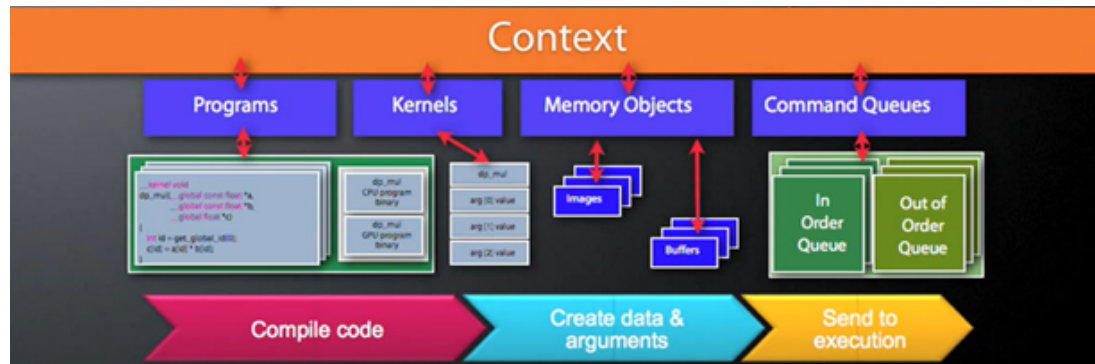 Context
Programs
Kernels
Memory Objects
Command Queues
__kernel void
dp_mul(__global const float *a,
__global const float *b,
__global float *c)
{
int id = get_global_id(0);
c[id] = a[id] * b[id];
}
dp_mul
CPU program
binary
dp_mul
GPU program
binary
dp_mul
arg [0] value
arg [1] value
arg [2] value
Images
Buffers
In
Order
Queue
Out of
Order
Queue
Compile code
Create data &
arguments
Send to
execution